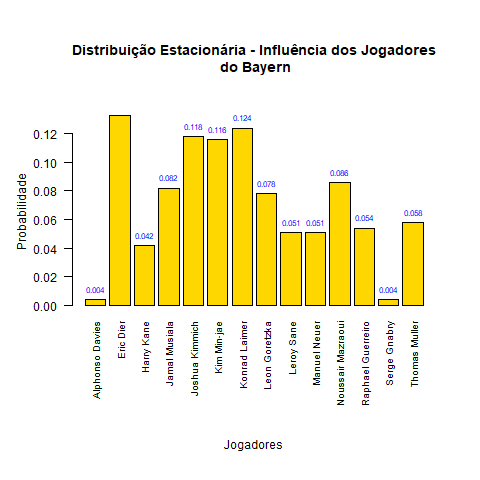 Distribuição Estacionária - Influência dos Jogadores
do Bayern
Probabilidade
0.12
0.10
0.08
0.06
0.04
0.02
0.00
0.004
0.042
0.082
0.118
0.116
0.124
0.078
0.051
0.051
0.086
0.054
0.004
0.058
Alphonso Davies
Eric Dier
Harry Kane
Jamal Musiala
Joshua Kimmich
Kim Min-jae
Konrad Laimer
Leon Goretzka
Leroy Sane
Manuel Neuer
Noussair Mazraoui
Raphael Guerreiro
Serge Gnabry
Thomas Muller
Jogadores